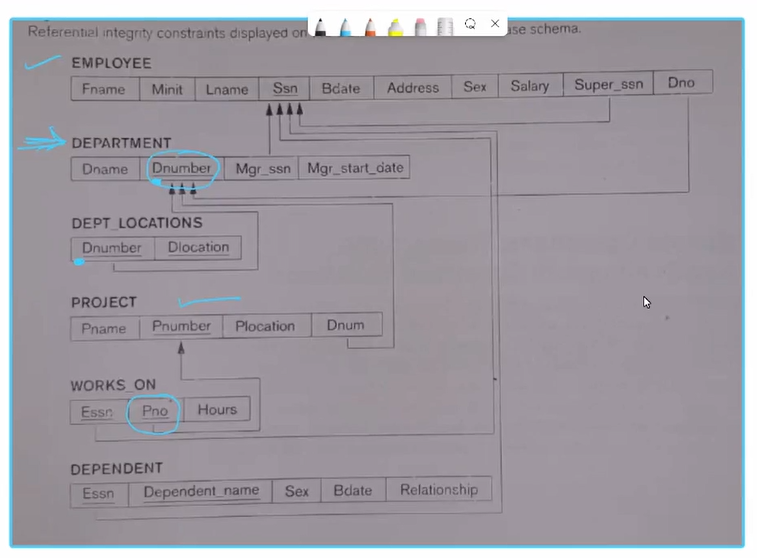 Referential integrity constraints displayed on
se schema.
EMPLOYEE
Fname Minit Lname Ssn Bdate Address Sex Salary Super_ssn Dno
DEPARTMENT
Dname Dnumber Mgr_ssn Mgr_start_date
DEPT_LOCATIONS
Dnumber Dlocation
PROJECT
Pname Pnumber Plocation Dnum
WORKS_ON
Essn Pno Hours
DEPENDENT
Essn Dependent_name Sex Bdate Relationship